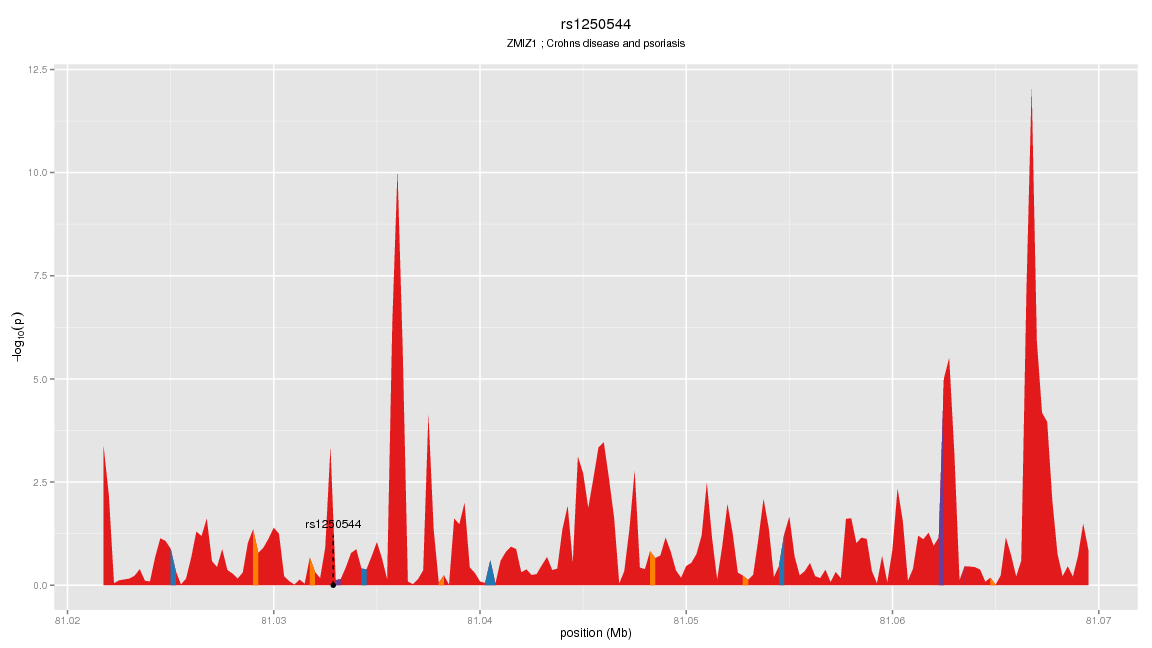 rs1250544
ZMIZ1 ; Crohns disease and psoriasis
12.5
10.0
7.5
5.0
2.5
0.0
−log10(p)
rs1250544
81.02 81.03 81.04 81.05 81.06 81.07
position (Mb)